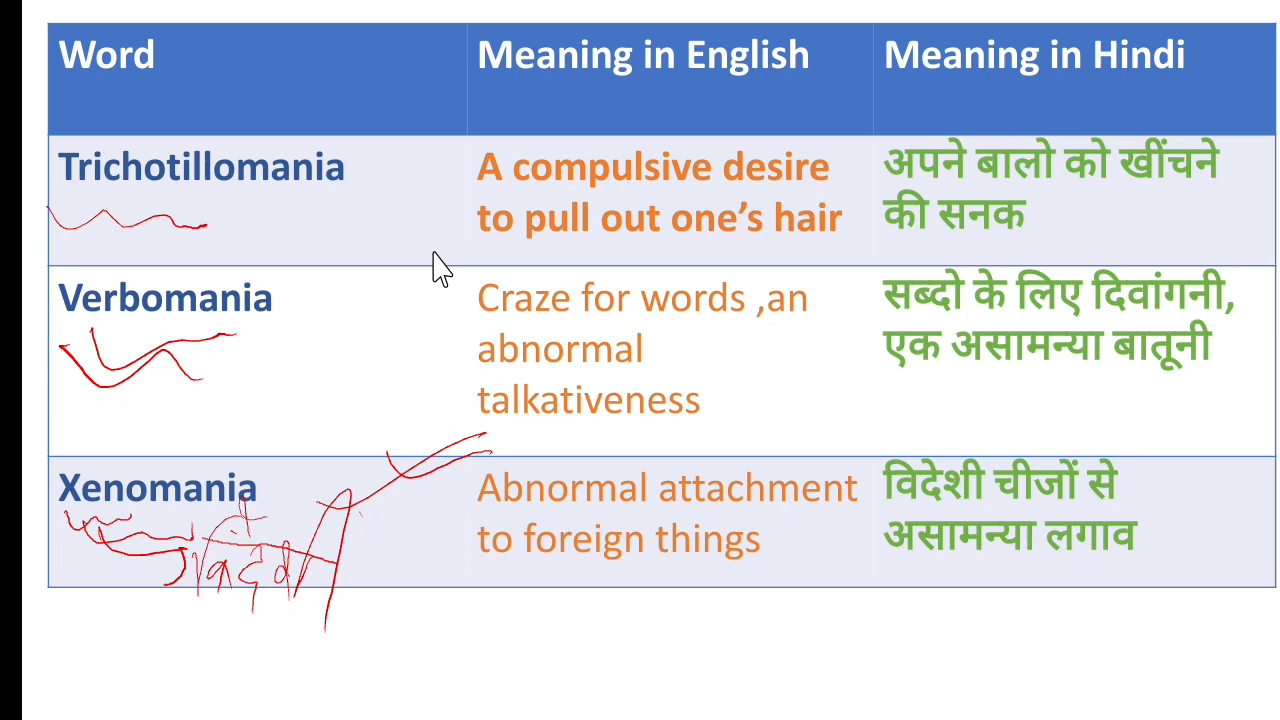 Word Meaning in English Meaning in Hindi
Trichotillomania
A compulsive desire
to pull out one’s hair
अपने बालो को खींचने
की सनक
Verbomania
Craze for words ,an
abnormal
talkativeness
सब्दो के लिए दिवांगनी,
एक असामन्या बातूनी
Xenomania
Abnormal attachment
to foreign things
विदेशी चीजों से
असामन्या लगाव